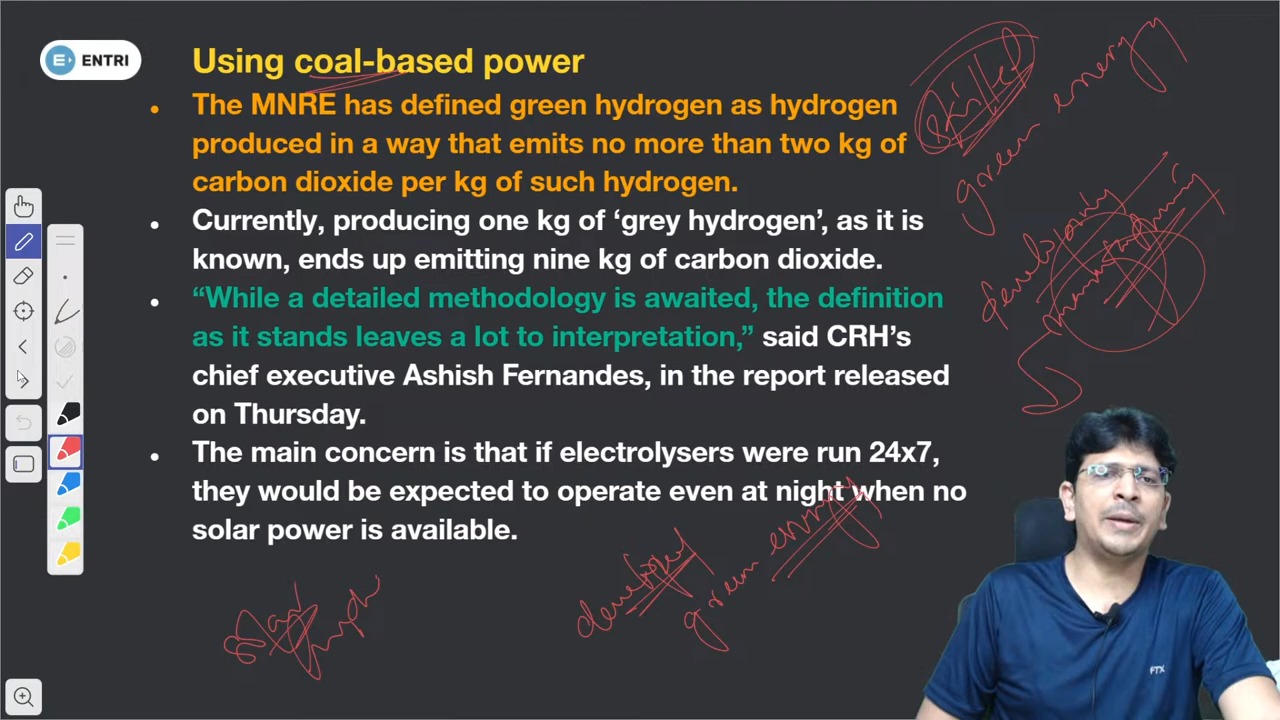 ENTRI
Using coal-based power
• The MNRE has defined green hydrogen as hydrogen
produced in a way that emits no more than two kg of
carbon dioxide per kg of such hydrogen.
• Currently, producing one kg of ‘grey hydrogen’, as it is
known, ends up emitting nine kg of carbon dioxide.
• “While a detailed methodology is awaited, the definition
as it stands leaves a lot to interpretation,” said CRH’s
chief executive Ashish Fernandes, in the report released
on Thursday.
• The main concern is that if electrolysers were run 24x7,
they would be expected to operate even at night when no
solar power is available.
skilled
green energy
developed
green energy
FTX